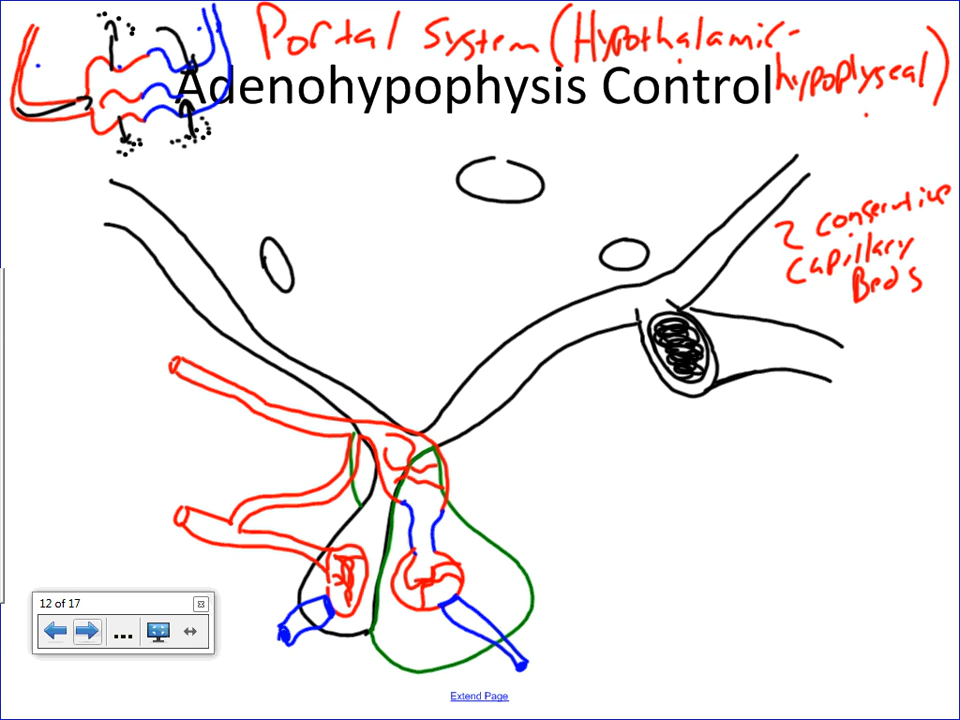 Portal System (Hypothalamic-
hypophyseal)
Adenohypophysis Control
2 consecutive
Capillary
Beds
12 of 17
...
Extend Page